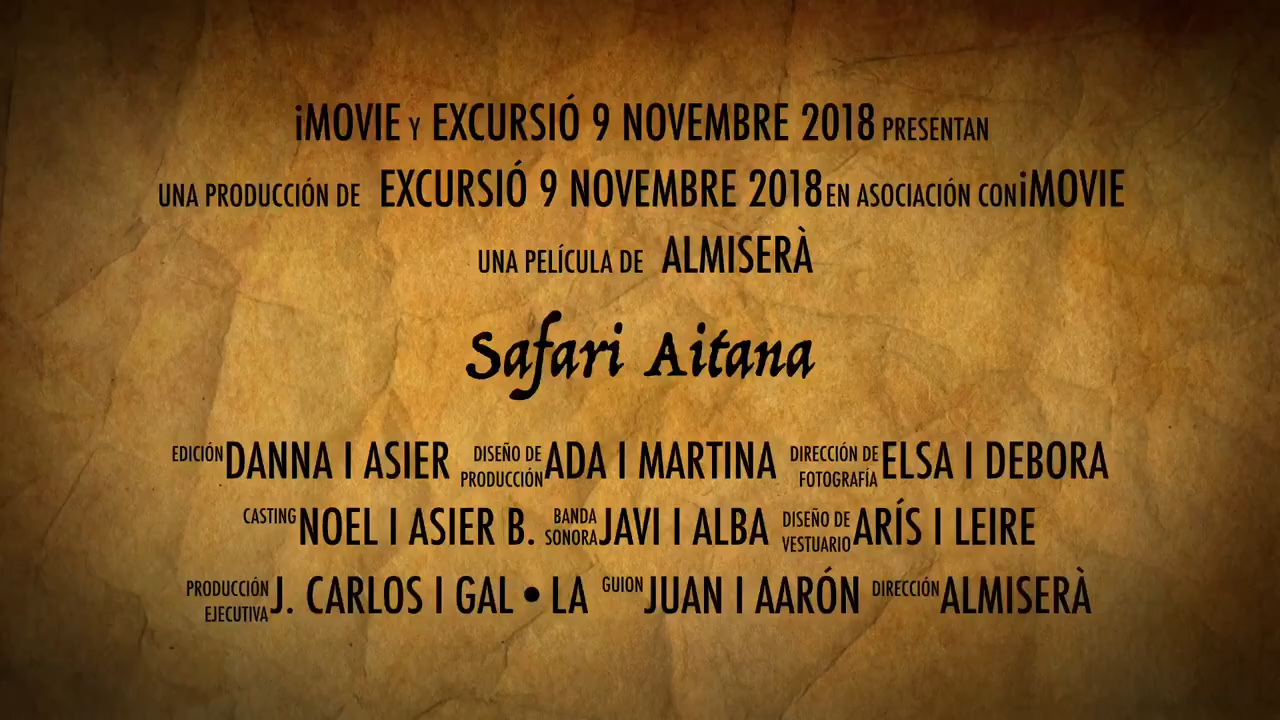 iMOVIE Y EXCURSIÓ 9 NOVEMBRE 2018 PRESENTAN
UNA PRODUCCIÓN DE EXCURSIÓ 9 NOVEMBRE 2018 EN ASOCIACIÓN CON iMOVIE
UNA PELÍCULA DE ALMISERÀ
Safari Aitana
EDICIÓN DANNA I ASIER DISEÑO DE PRODUCCIÓN ADA I MARTINA DIRECCIÓN DE FOTOGRAFÍA ELSA I DEBORA
CASTING NOEL I ASIER B. BANDA SONORA JAVI I ALBA DISEÑO DE VESTUARIO ARÍS I LEIRE
PRODUCCIÓN EJECUTIVA J. CARLOS I GAL • LA GUION JUAN I AARÓN DIRECCIÓN ALMISERÀ